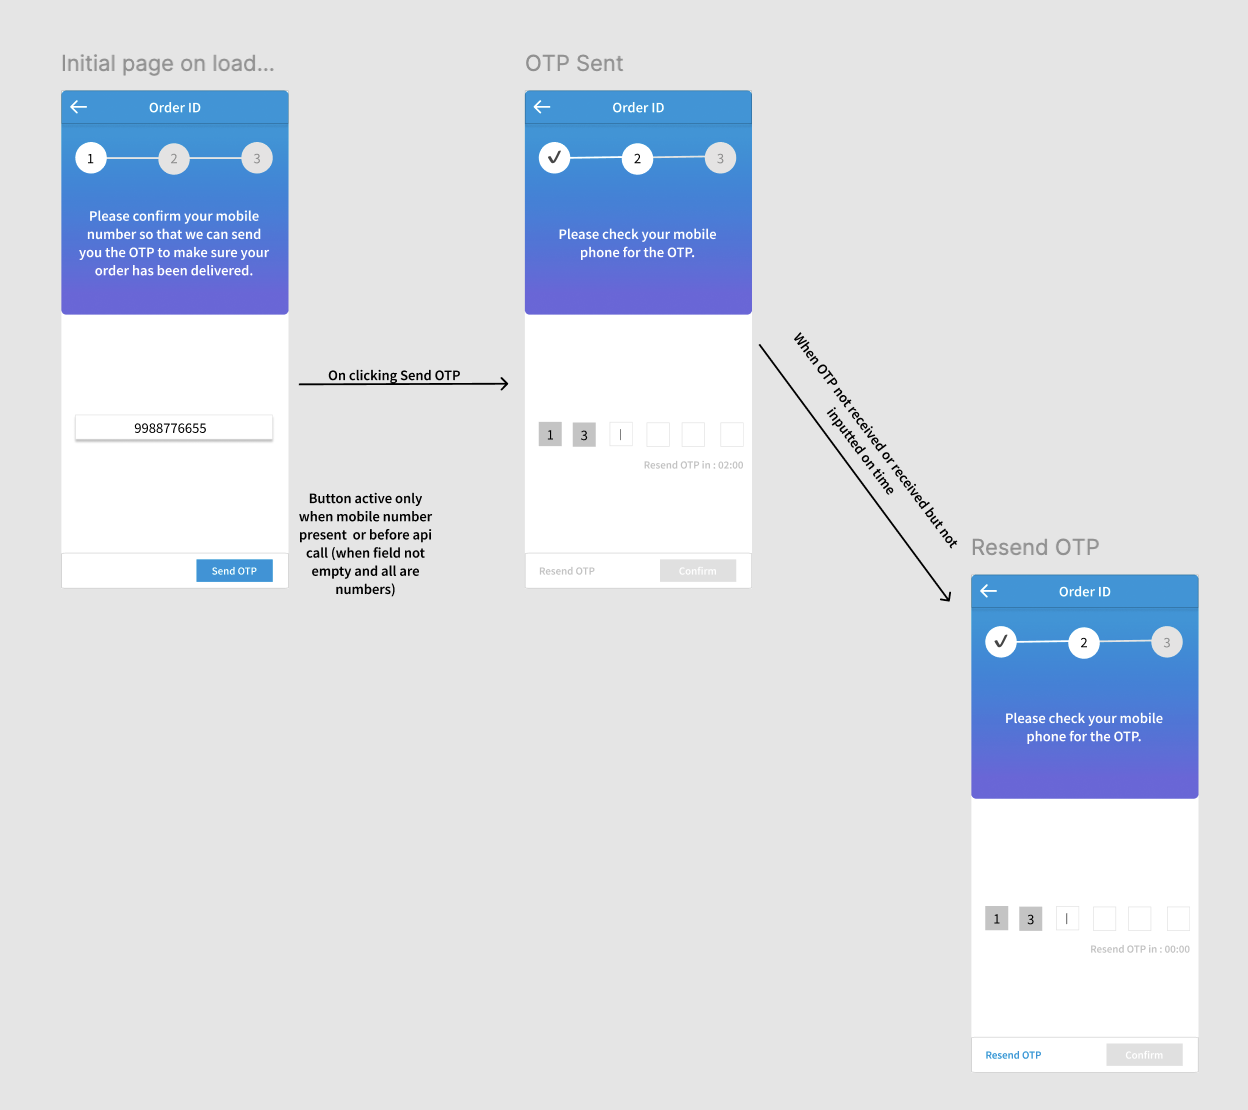 Initial page on load...
Order ID
1
2
3
Please confirm your mobile
number so that we can send
you the OTP to make sure your
order has been delivered.
9988776655
Send OTP
On clicking Send OTP
Button active only
when mobile number
present or before api
call (when field not
empty and all are
numbers)
OTP Sent
Order ID
2
3
Please check your mobile
phone for the OTP.
1 3
Resend OTP in : 02:00
Resend OTP
Confirm
When OTP not received or received but not
inputted on time
Resend OTP
Order ID
2
3
Please check your mobile
phone for the OTP.
1 3
Resend OTP in : 00:00
Resend OTP
Confirm